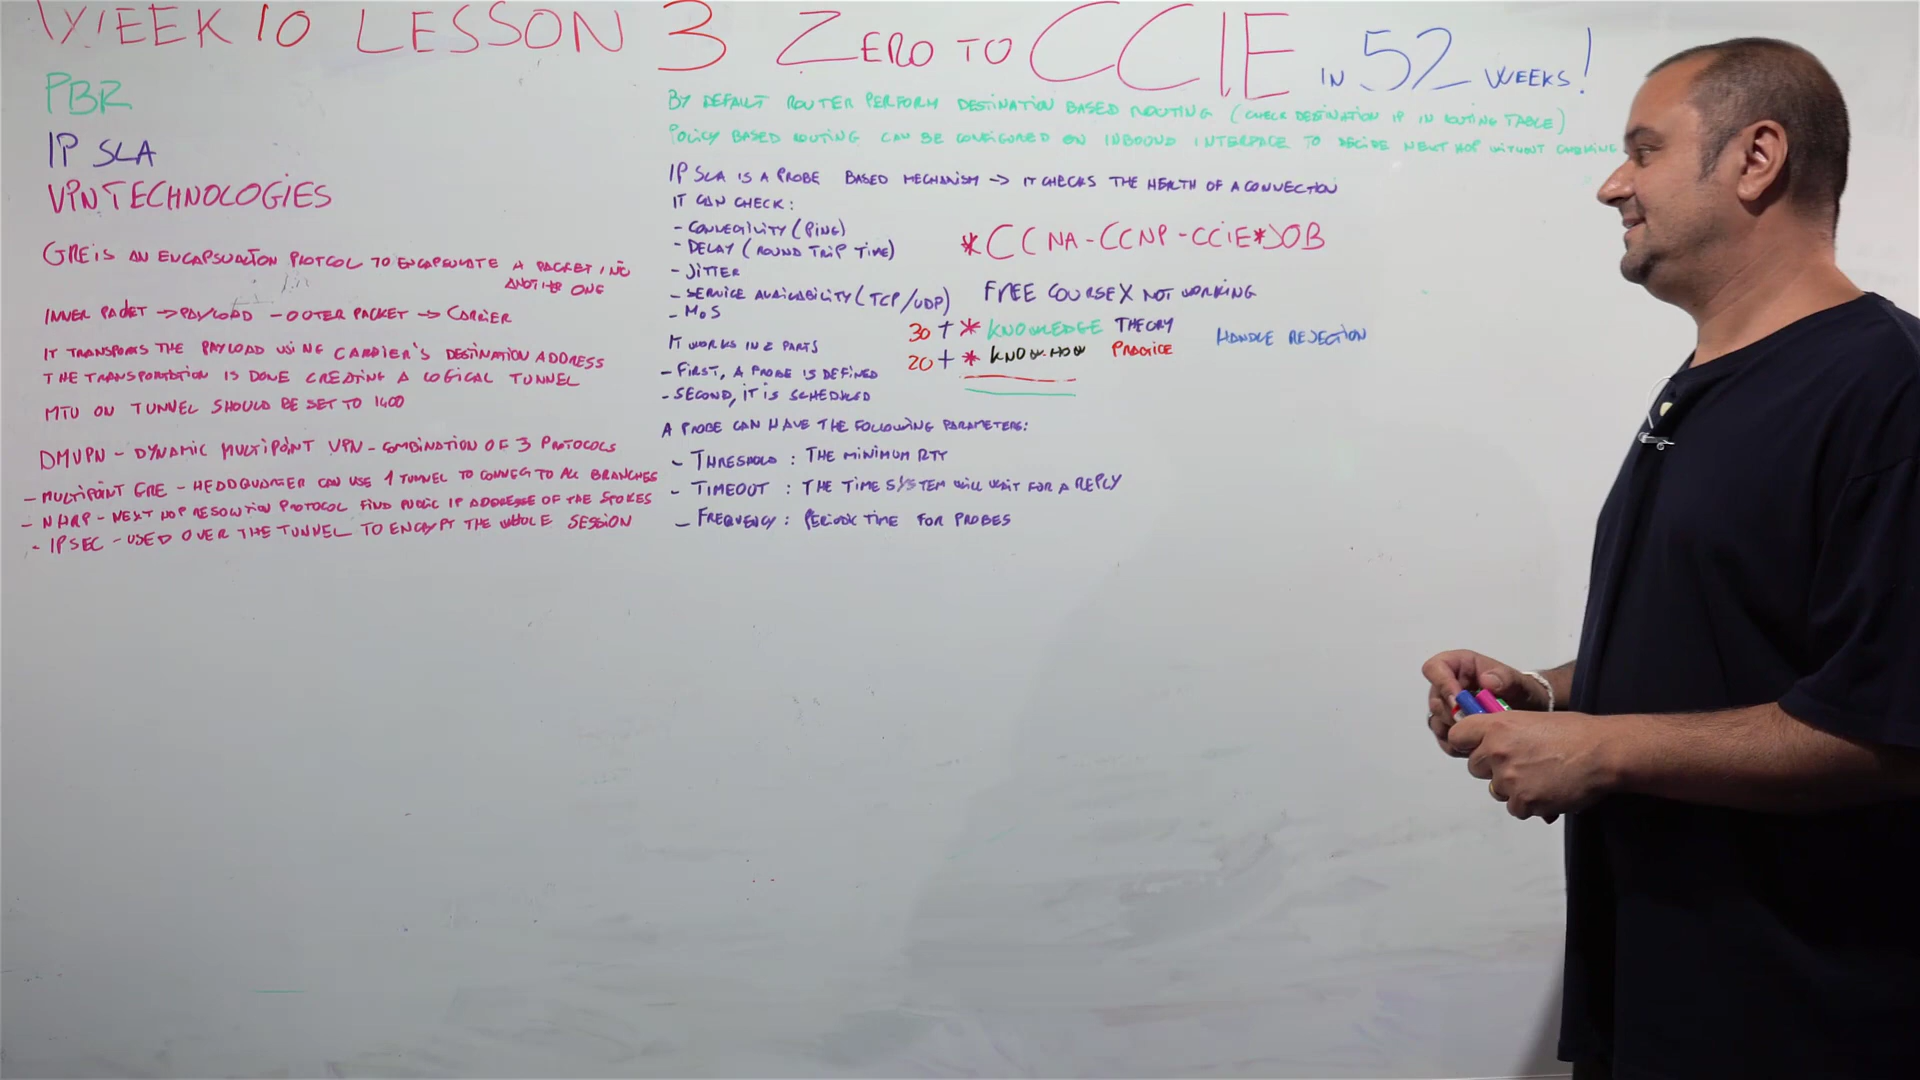 WEEK 10 LESSON 3 ZERO TO CCIE IN 52 WEEKS!
PBR
IP SLA
VPN TECHNOLOGIES
GRE IS AN ENCAPSULATION PROTCOL TO ENCAPSULATE A PACKET INTO
ANOTHER ONE
INNER PACKET → PAYLOAD - OUTER PACKET → CARRIER
IT TRANSPORTS THE PAYLOAD USING CARRIER'S DESTINATION ADDRESS
THE TRANSPORTATION IS DONE CREATING A LOGICAL TUNNEL
MTU ON TUNNEL SHOULD BE SET TO 1400
DMVPN - DYNAMIC MULTIPOINT VPN - COMBINATION OF 3 PROTOCOLS
- MULTIPOINT GRE - HEADQUARTER CAN USE 1 TUNNEL TO CONNECT TO ALL BRANCHES
- NHRP - NEXT HOP RESOLUTION PROTOCOL FIND PUBLIC IP ADDRESSE OF THE SPOKES
- IPSEC - USED OVER THE TUNNEL TO ENCRYPT THE WHOLE SESSION
BY DEFAULT ROUTER PERFORM DESTINATION BASED ROUTING (CHECK DESTINATION IP IN ROUTING TABLE)
POLICY BASED ROUTING CAN BE CONFIGURED ON INBOUND INTERFACE TO DECIDE NEXT HOP WITHOUT CHECKING
IP SLA IS A PROBE BASED MECHANISM → IT CHECKS THE HEALTH OF A CONNECTION
IT CAN CHECK:
- CONNECTIVITY (PING)
- DELAY (ROUND TRIP TIME)
- JITTER
- SERVICE AVAILABILITY (TCP/UDP)
- MOS
IT WORKS IN 2 PARTS
- FIRST, A PROBE IS DEFINED
- SECOND, IT IS SCHEDULED
A PROBE CAN HAVE THE FOLLOWING PARAMETERS:
- THRESHOLD : THE MINIMUM RTT
- TIMEOUT : THE TIME SYSTEM WILL WAIT FOR A REPLY
- FREQUENCY : PERIODIC TIME FOR PROBES
* CCNA - CCNP - CCIE * JOB
FREE COURSE X NOT WORKING
30 + * KNOWLEDGE THEORY
20 + * KNOW-HOW PRACTICE
HANDLE REJECTION